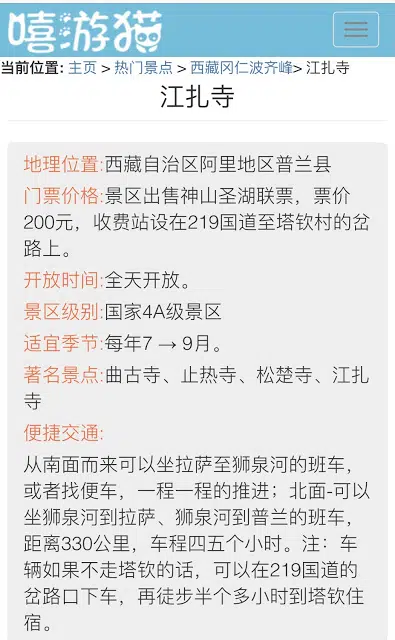 嘻游猫
当前位置: 主页 > 热门景点 > 西藏冈仁波齐峰> 江扎寺
江扎寺
地理位置:西藏自治区阿里地区普兰县
门票价格:景区出售神山圣湖联票，票价
200元，收费站设在219国道至塔钦村的岔
路上。
开放时间:全天开放。
景区级别:国家4A级景区
适宜季节:每年7 → 9月。
著名景点:曲古寺、止热寺、松楚寺、江扎
寺
便捷交通:
从南面而来可以坐拉萨至狮泉河的班车，
或者找便车，一程一程的推进；北面-可以
坐狮泉河到拉萨、狮泉河到普兰的班车，
距离330公里，车程四五个小时。注：车
辆如果不走塔钦的话，可以在219国道的
岔路口下车，再徒步半个多小时到塔钦住
宿。